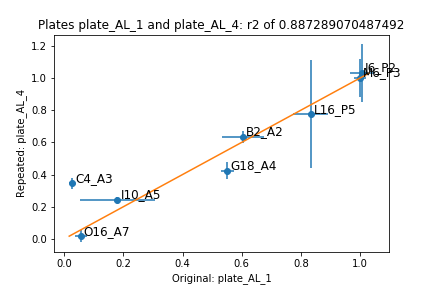 Plates plate_AL_1 and plate_AL_4: r2 of 0.887289070487492
1.2
1.0
0.8
0.6
0.4
0.2
0.0
Repeated: plate_AL_4
J6_P2
M6_P3
L16_P5
B2_A2
G18_A4
C4_A3
I10_A5
O16_A7
0.0 0.2 0.4 0.6 0.8 1.0
Original: plate_AL_1